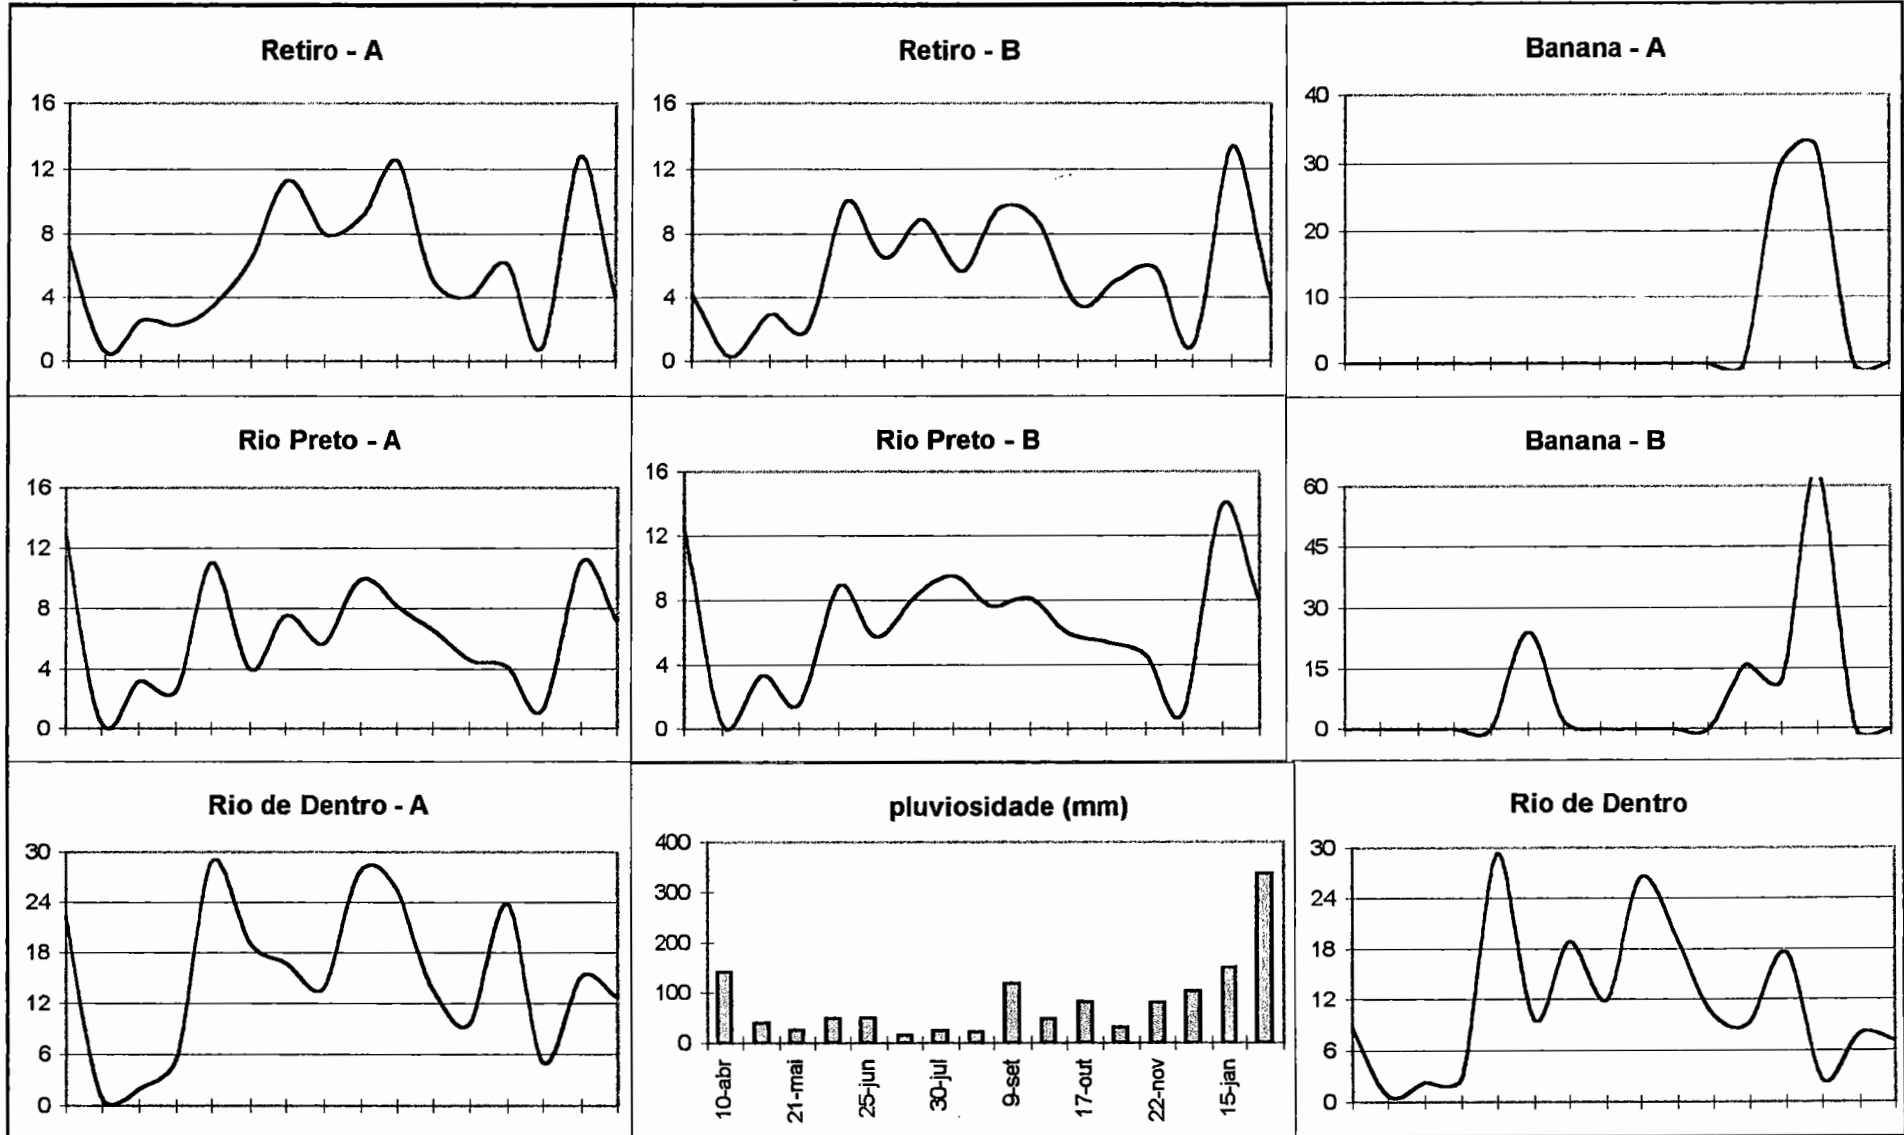 Retiro - A
16
12
8
4
0
Retiro - B
16
12
8
4
0
Banana - A
40
30
20
10
0
Rio Preto - A
16
12
8
4
0
Rio Preto - B
16
12
8
4
0
Banana - B
60
45
30
15
0
Rio de Dentro - A
30
24
18
12
6
0
pluviosidade (mm)
400
300
200
100
0
10-abr
21-mai
25-jun
30-jul
9-set
17-out
22-nov
15-jan
Rio de Dentro
30
24
18
12
6
0